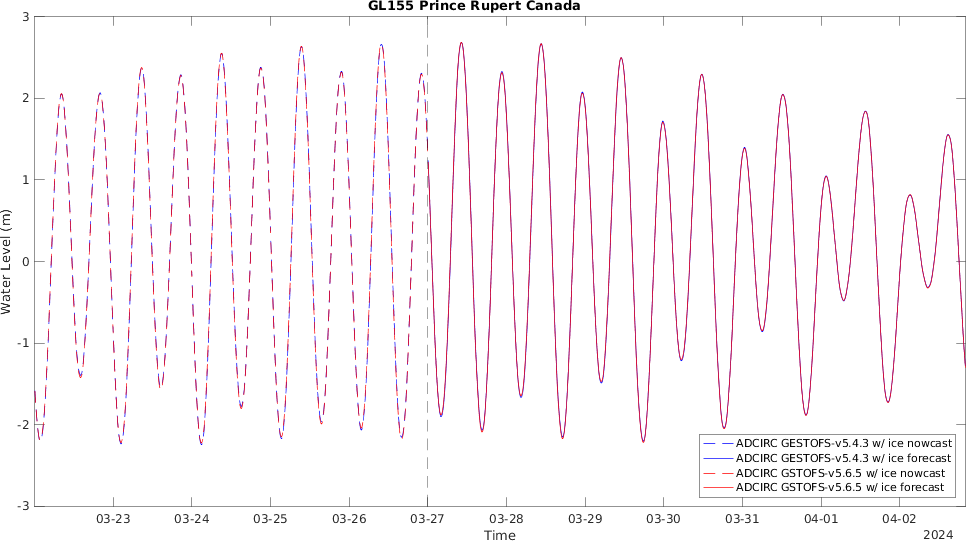 GL155 Prince Rupert Canada
3
2
1
0
-1
-2
-3
Water Level (m)
ADCIRC GESTOFS-v5.4.3 w/ ice nowcast
ADCIRC GESTOFS-v5.4.3 w/ ice forecast
ADCIRC GSTOFS-v5.6.5 w/ ice nowcast
ADCIRC GSTOFS-v5.6.5 w/ ice forecast
03-23 03-24 03-25 03-26 03-27 03-28 03-29 03-30 03-31 04-01 04-02
Time
2024